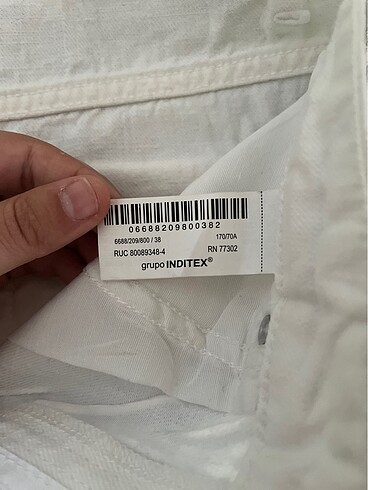 06688209800382
6688/209/800 / 38 170/70A
RUC 80089348-4 RN 77302
grupo INDITEX®